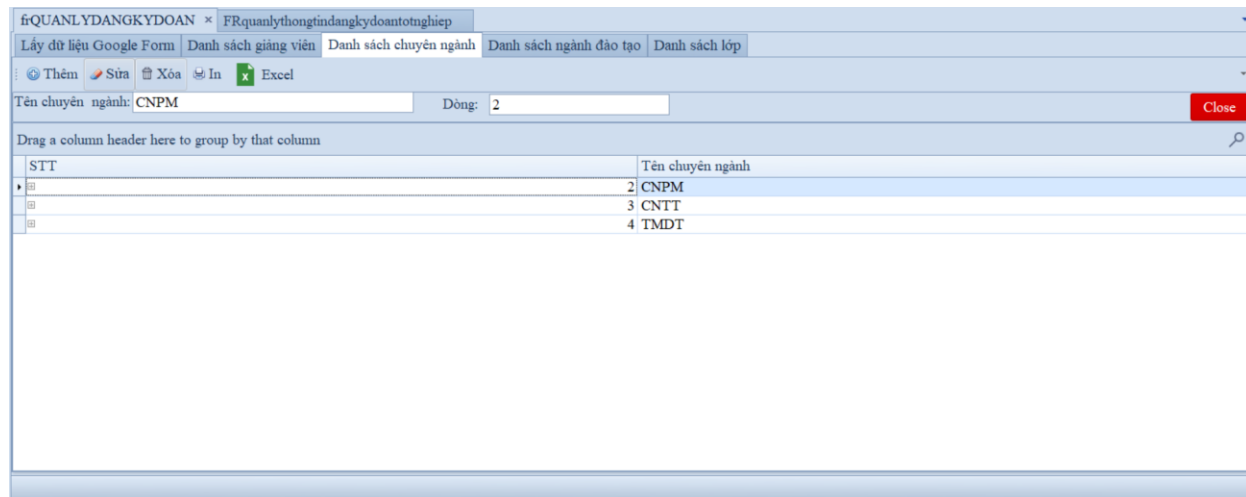 frQUANLYDANGKYDOAN × FRquanlythongtindangkydoantotnghiep
Lấy dữ liệu Google Form Danh sách giảng viên Danh sách chuyên ngành Danh sách ngành đào tạo Danh sách lớp
Thêm Sửa Xóa In Excel
Tên chuyên ngành: CNPM Dòng: 2 Close
Drag a column header here to group by that column
STT Tên chuyên ngành
2 CNPM
3 CNTT
4 TMDT